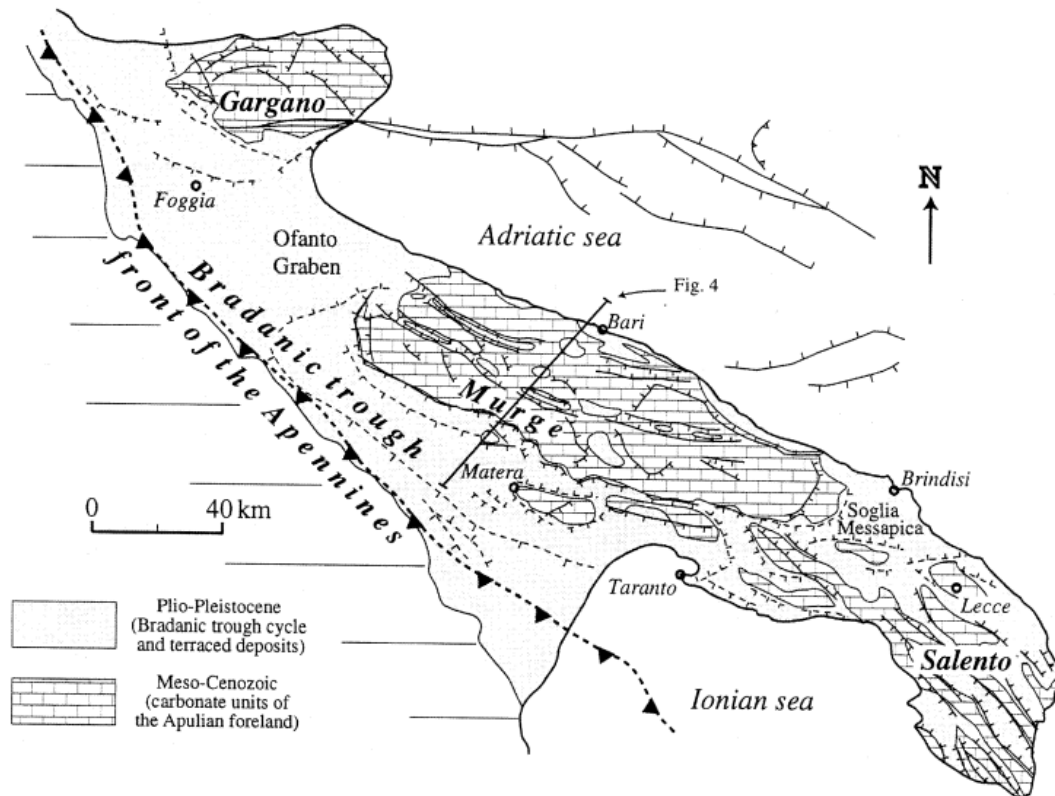 Gargano
N
Foggia
Adriatic sea
Ofanto
Graben
Fig. 4
Bari
Bradanic trough
front of the Apennines
Murge
Matera
Brindisi
0 40 km
Soglia
Messapica
Taranto
Lecce
Plio-Pleistocene
(Bradanic trough cycle
and terraced deposits)
Salento
Meso-Cenozoic
(carbonate units of
the Apulian foreland)
Ionian sea